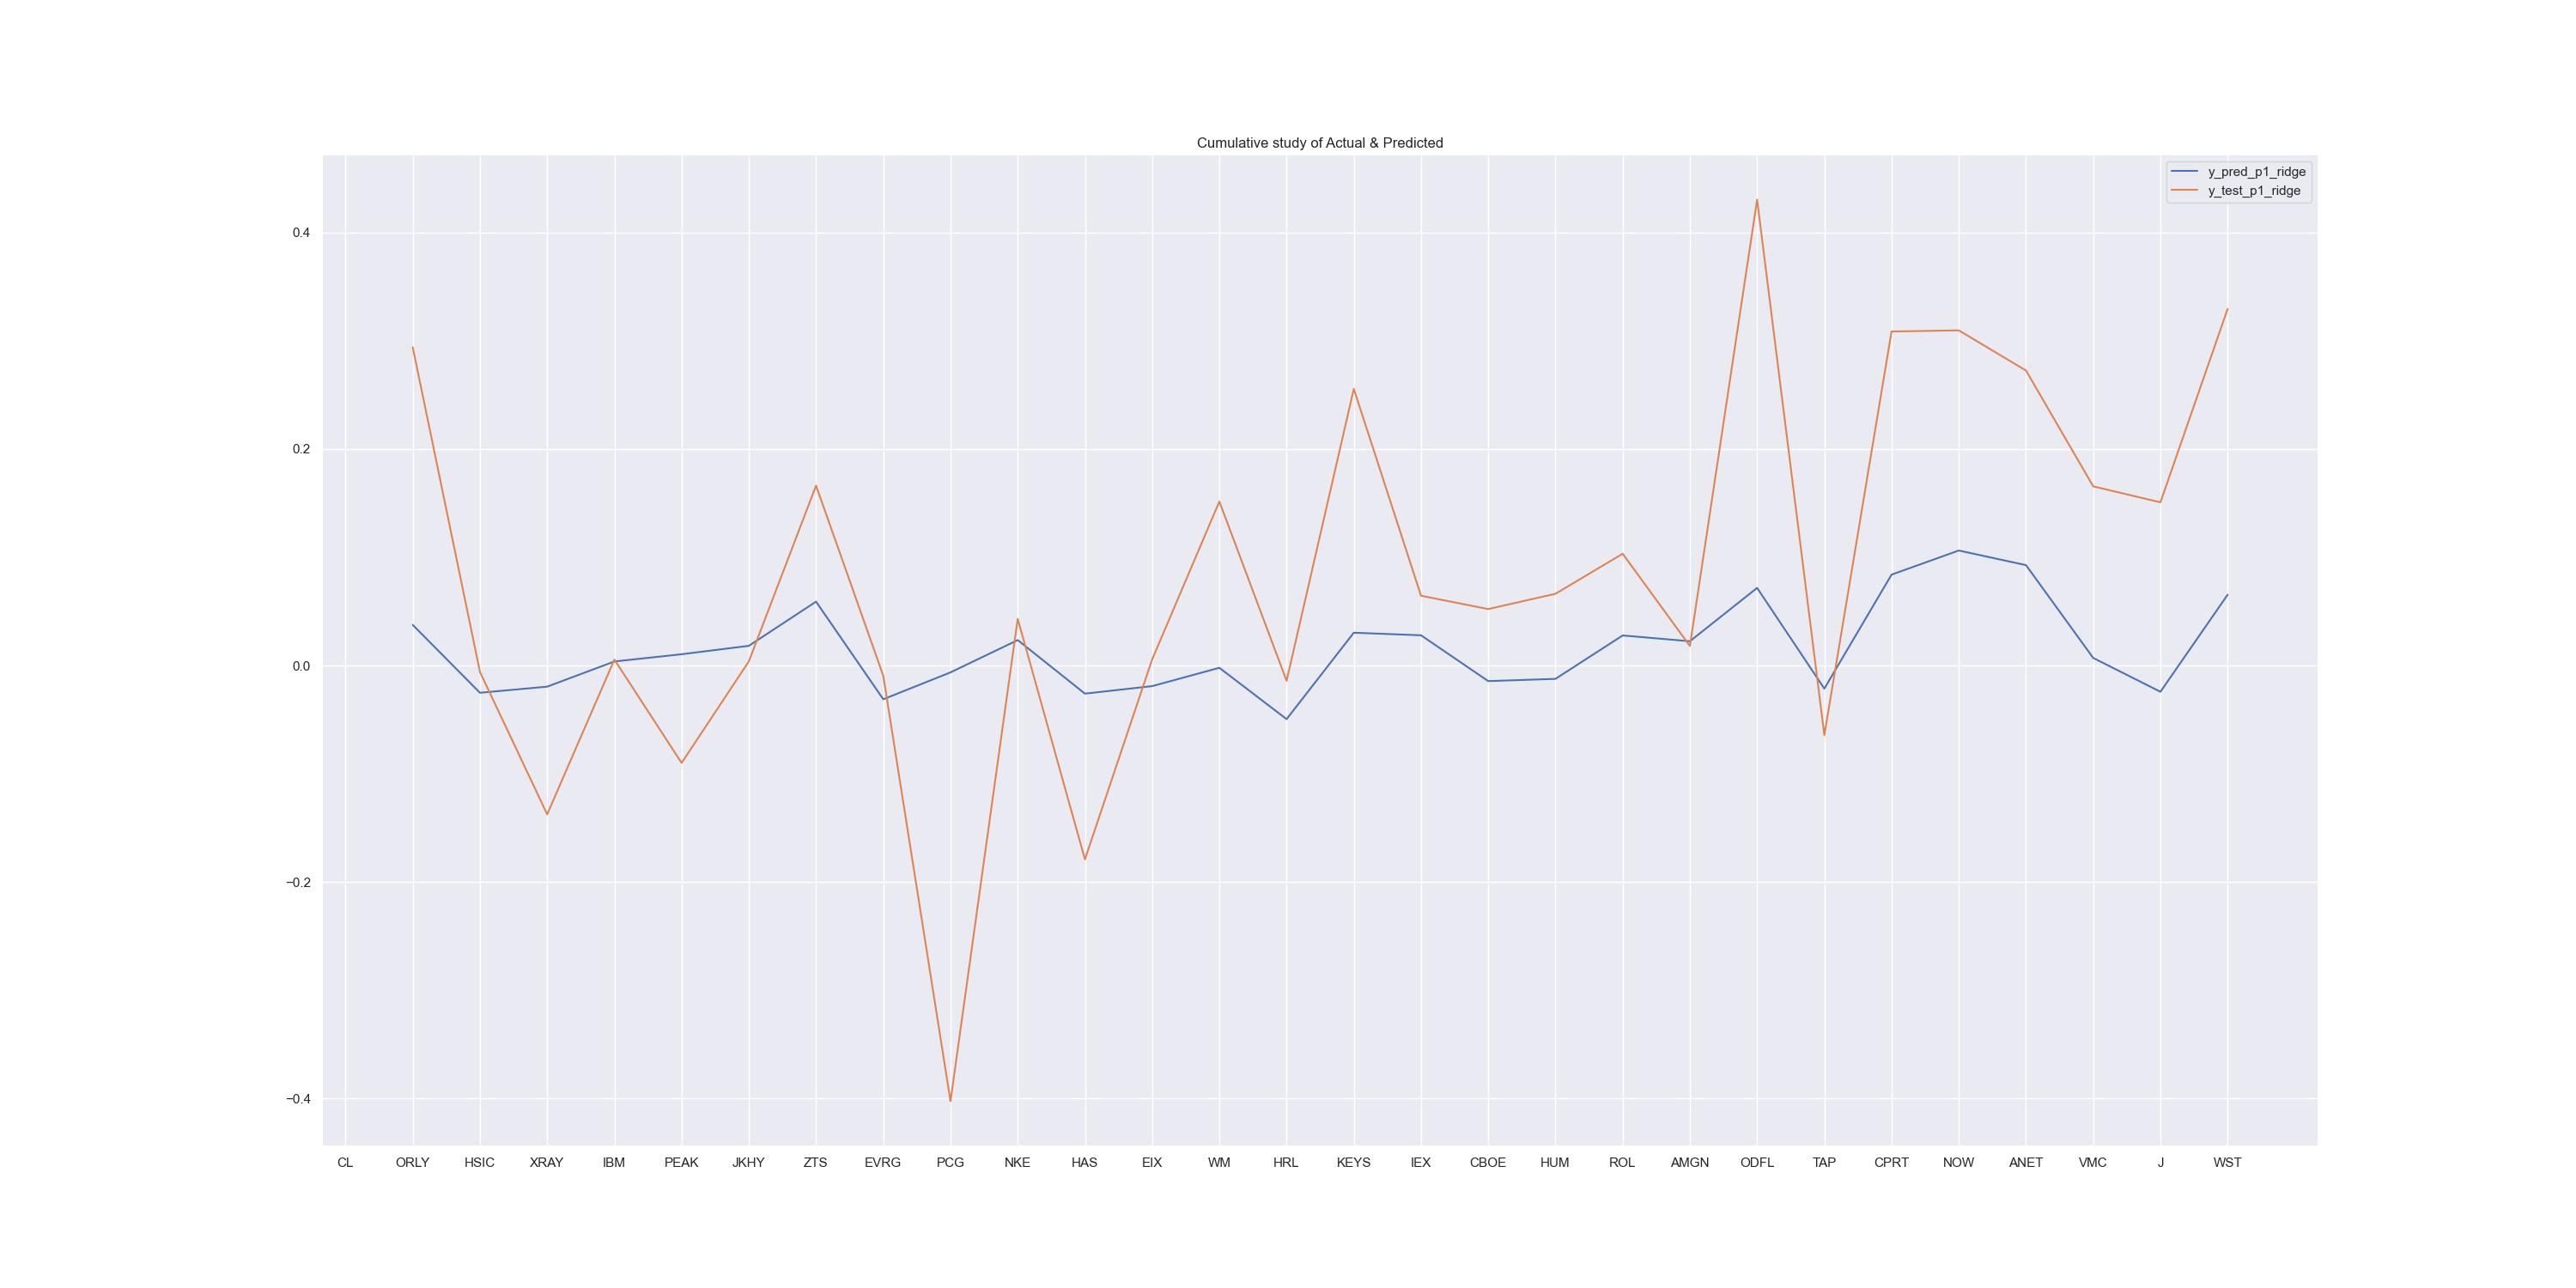 Cumulative study of Actual & Predicted
y_pred_p1_ridge
y_test_p1_ridge
0.4
0.2
0.0
−0.2
−0.4
CL ORLY HSIC XRAY IBM PEAK JKHY ZTS EVRG PCG NKE HAS EIX WM HRL KEYS IEX CBOE HUM ROL AMGN ODFL TAP CPRT NOW ANET VMC J WST